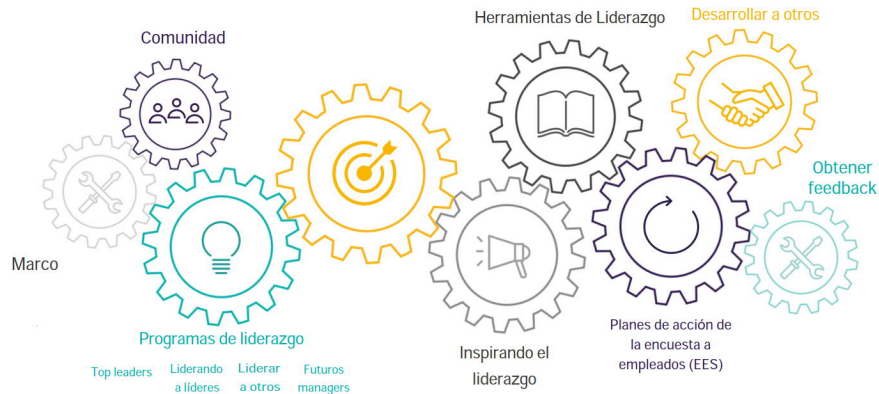 Comunidad
Herramientas de Liderazgo
Desarrollar a otros
Obtener
feedback
Marco
Programas de liderazgo
Top leaders
Liderando
a líderes
Liderar
a otros
Futuros
managers
Inspirando el
liderazgo
Planes de acción de
la encuesta a
empleados (EES)